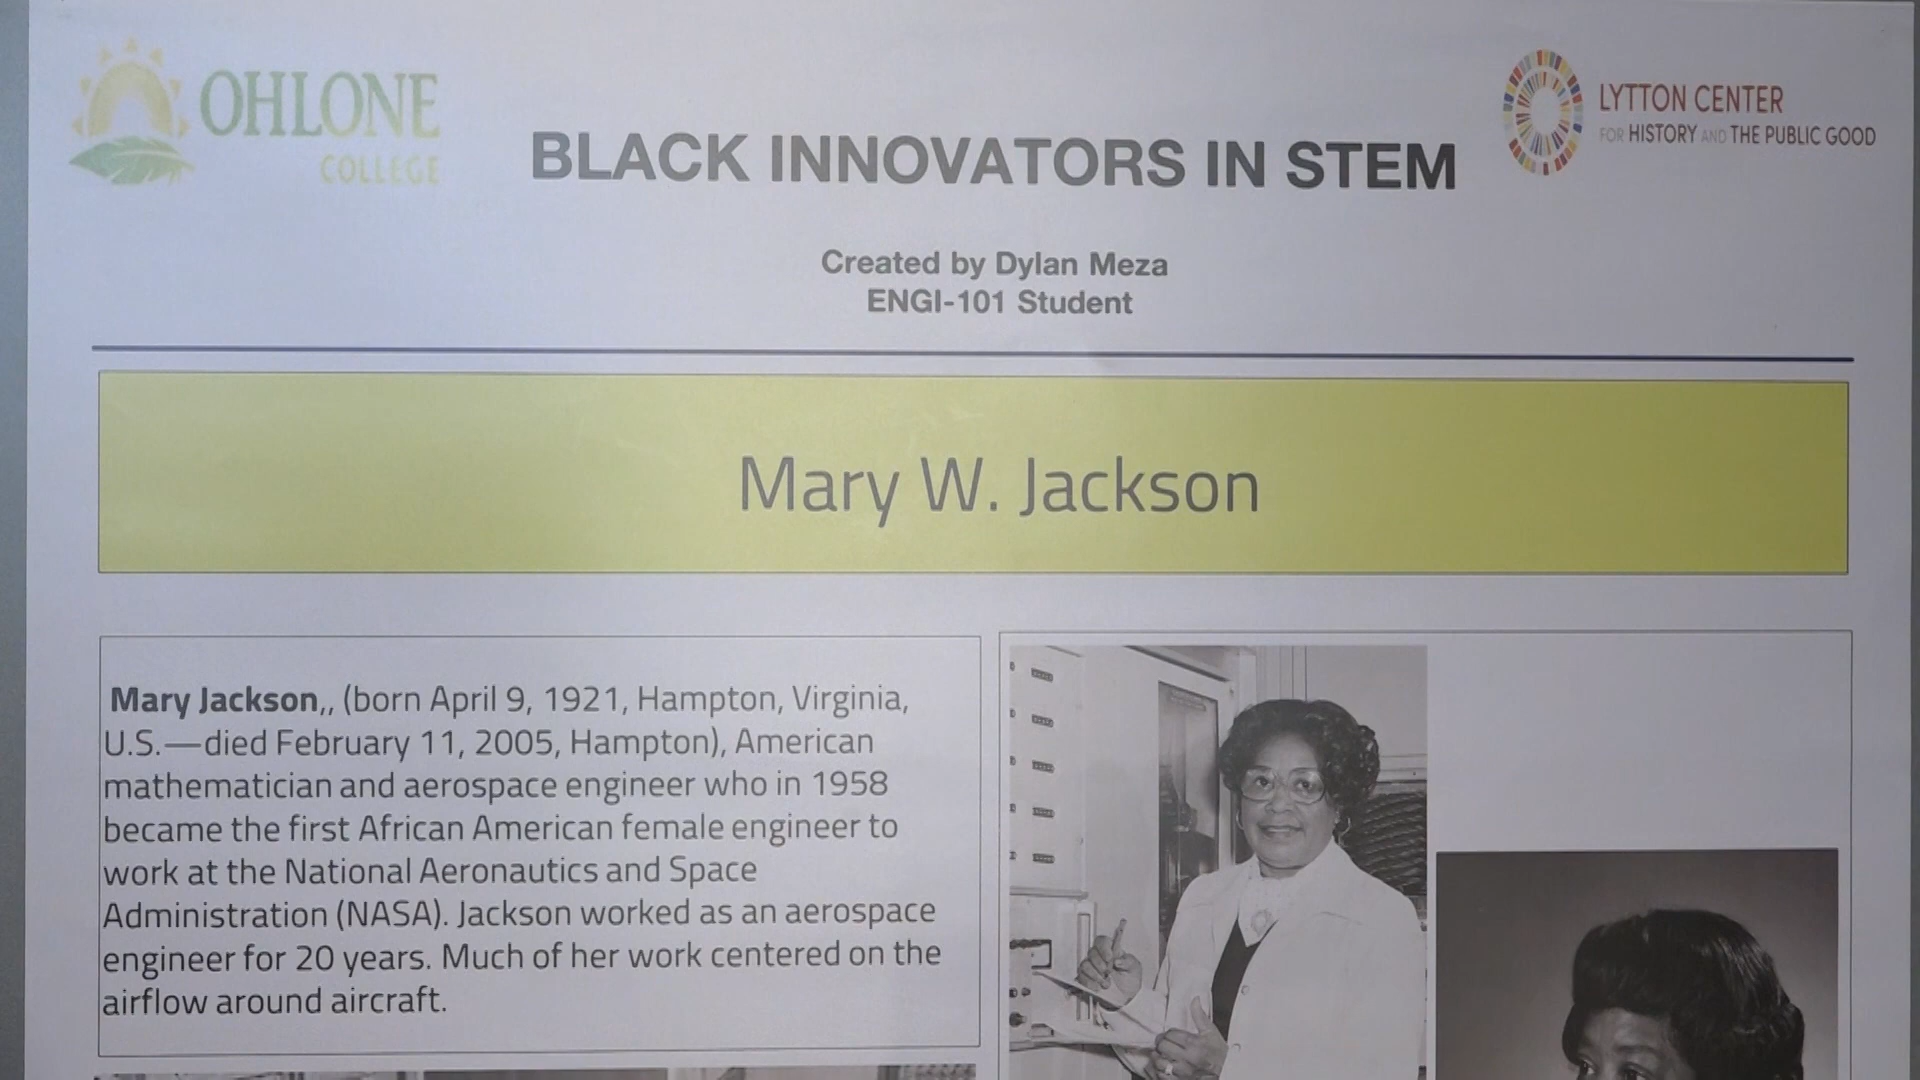 OHLONE
COLLEGE
BLACK INNOVATORS IN STEM
LYTTON CENTER
FOR HISTORY AND THE PUBLIC GOOD
Created by Dylan Meza
ENGI-101 Student
Mary W. Jackson
Mary Jackson,, (born April 9, 1921, Hampton, Virginia,
U.S.—died February 11, 2005, Hampton), American
mathematician and aerospace engineer who in 1958
became the first African American female engineer to
work at the National Aeronautics and Space
Administration (NASA). Jackson worked as an aerospace
engineer for 20 years. Much of her work centered on the
airflow around aircraft.